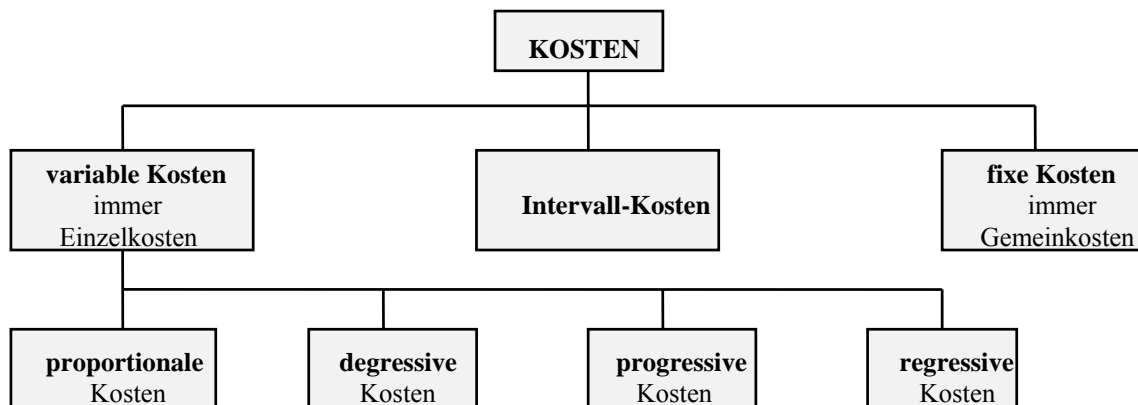 KOSTEN
variable Kosten
immer
Einzelkosten
Intervall-Kosten
fixe Kosten
immer
Gemeinkosten
proportionale
Kosten
degressive
Kosten
progressive
Kosten
regressive
Kosten